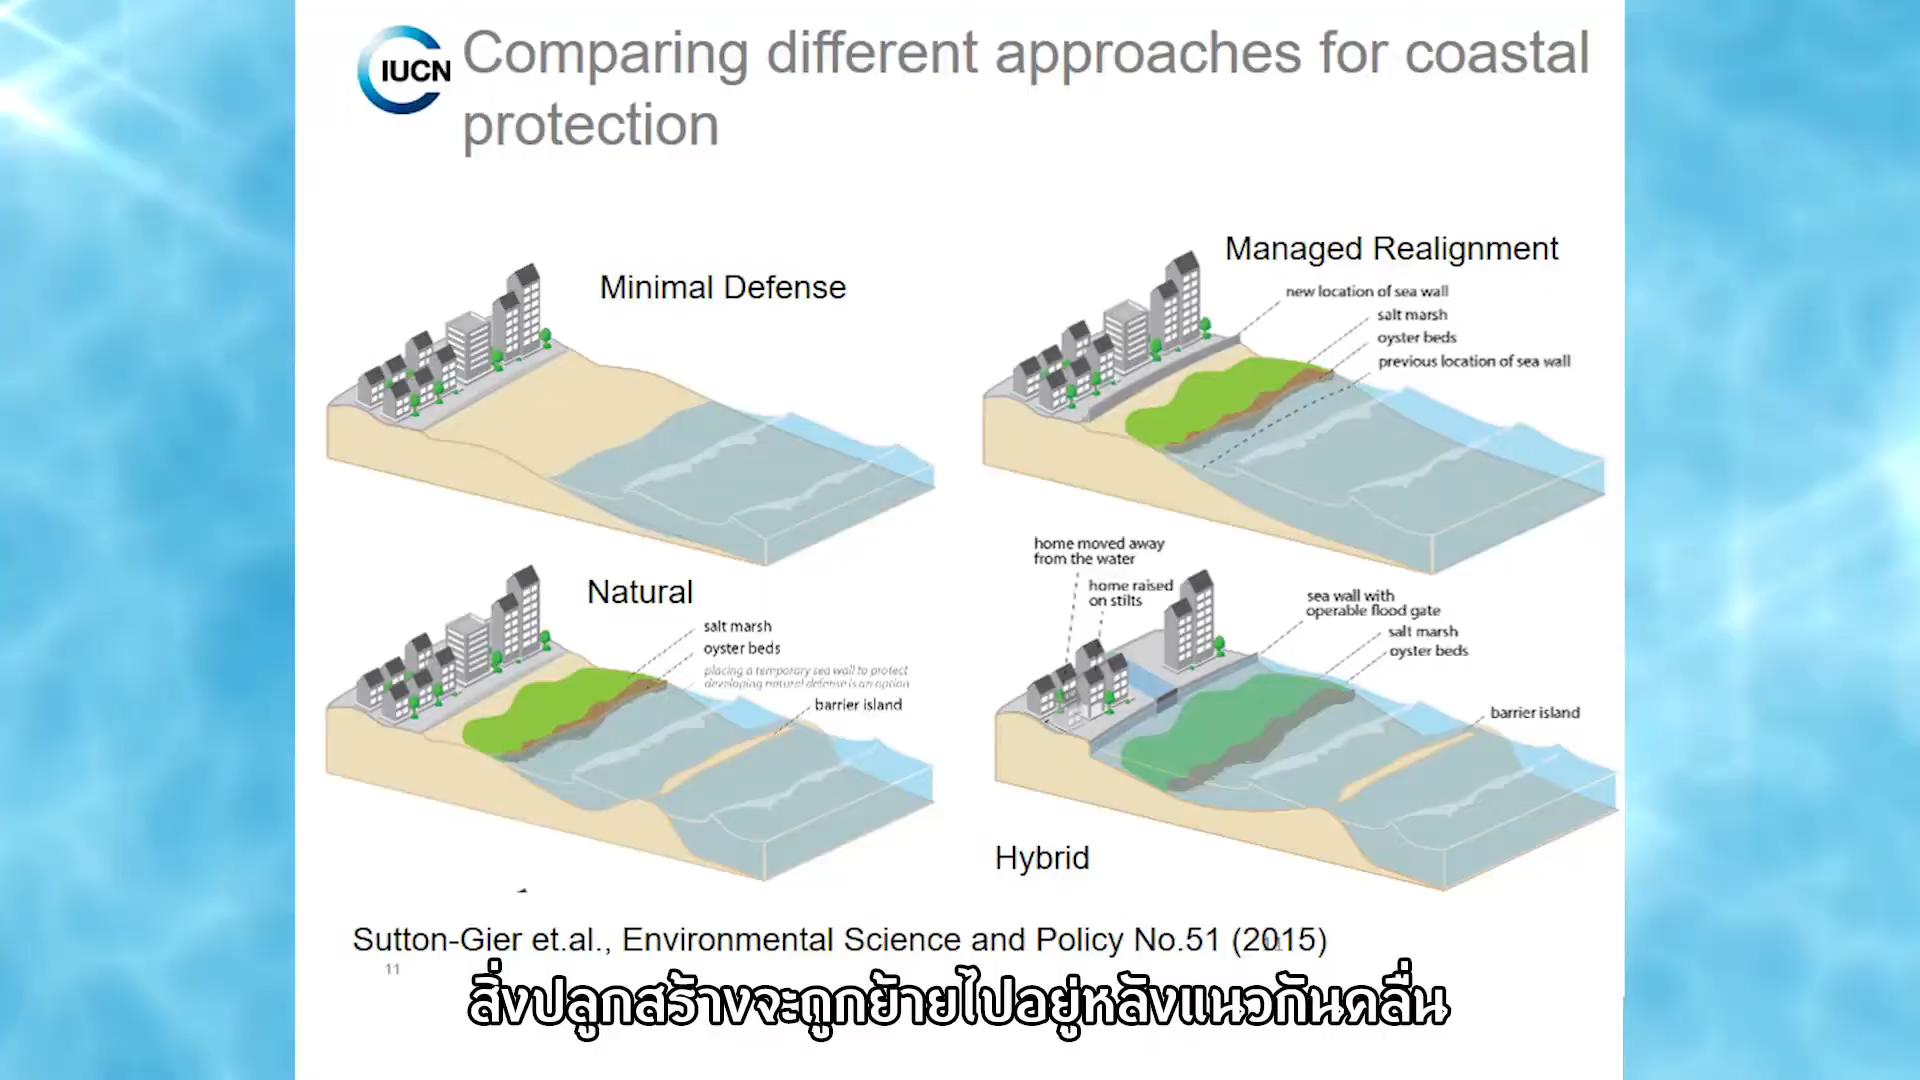 IUCN
Comparing different approaches for coastal
protection
Minimal Defense
Managed Realignment
new location of sea wall
salt marsh
oyster beds
previous location of sea wall
Natural
salt marsh
oyster beds
placing a temporary sea wall to protect
developing natural defense is an option
barrier island
home moved away
from the water
home raised
on stilts
sea wall with
operable flood gate
salt marsh
oyster beds
barrier island
Hybrid
Sutton-Gier et.al., Environmental Science and Policy No.51 (2015)
11
11
สิ่งปลูกสร้างจะถูกย้ายไปอยู่หลังแนวกันคลื่น